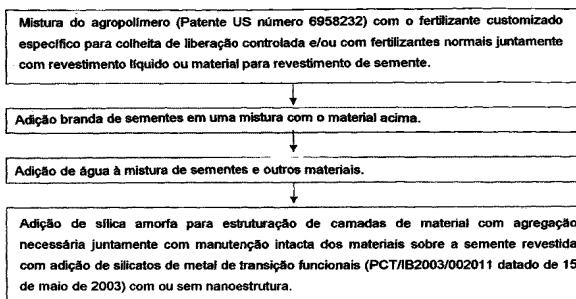 Mistura do agropolímero (Patente US número 6958232) com o fertilizante customizado
específico para colheita de liberação controlada e/ou com fertilizantes normais juntamente
com revestimento líquido ou material para revestimento de semente.
Adição branda de sementes em uma mistura com o material acima.
Adição de água à mistura de sementes e outros materiais.
Adição de sílica amorfa para estruturação de camadas de material com agregação
necessária juntamente com manutenção intacta dos materiais sobre a semente revestida
com adição de silicatos de metal de transição funcionais (PCT/IB2003/002011 datado de 15
de maio de 2003) com ou sem nanoestrutura.